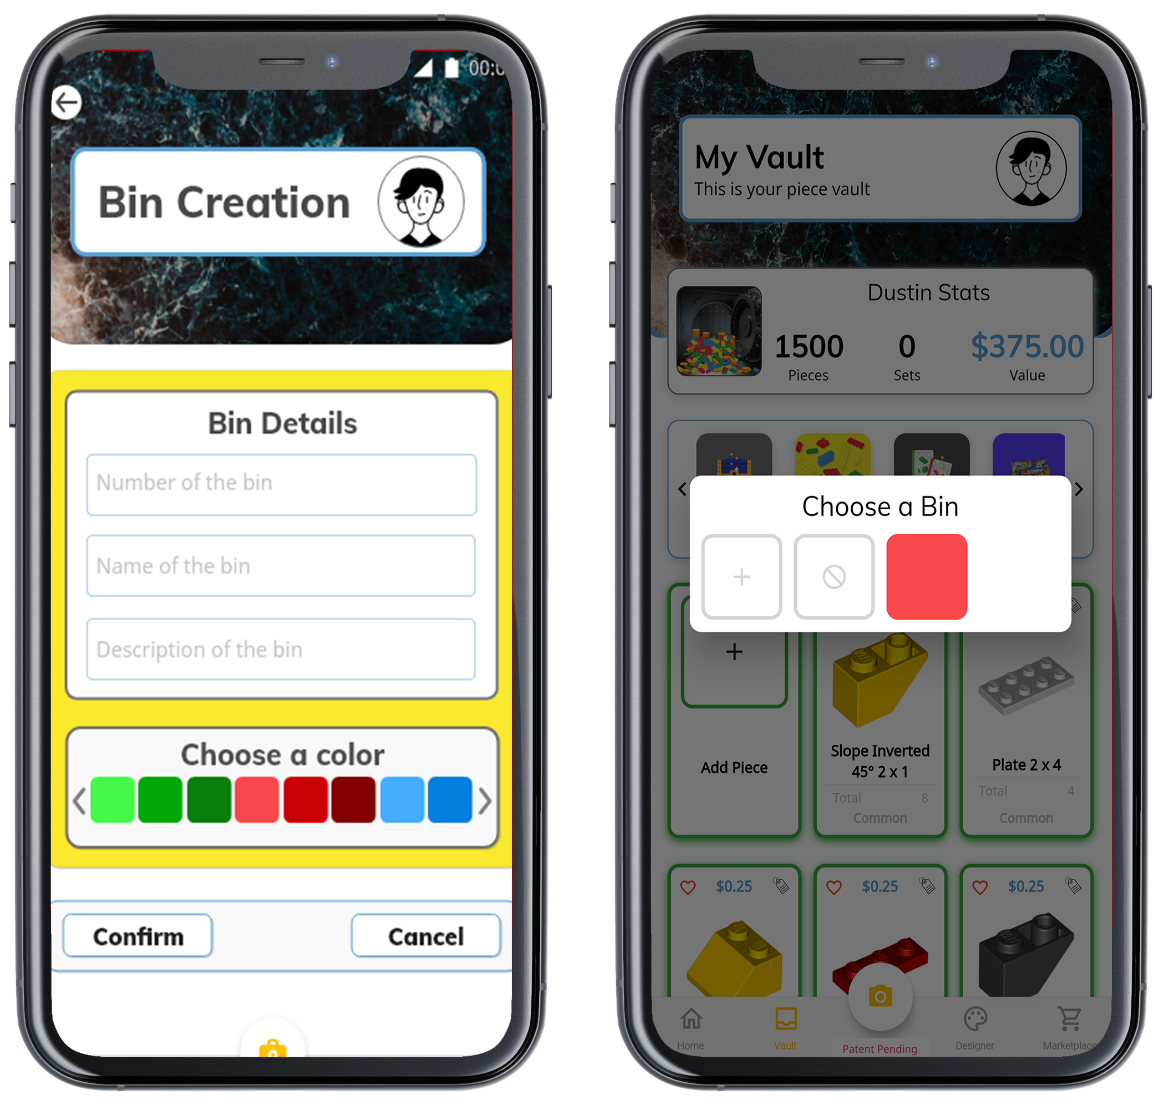 00:0
Bin Creation
Bin Details
Number of the bin
Name of the bin
Description of the bin
Choose a color
Confirm
Cancel
My Vault
This is your piece vault
Dustin Stats
1500
0
$375.00
Pieces
Sets
Value
Choose a Bin
Add Piece
Slope Inverted
45° 2 x 1
Total 8
Common
Plate 2 x 4
Total 4
Common
$0.25
$0.25
$0.25
Home
Vault
Patent Pending
Designer
Marketplace